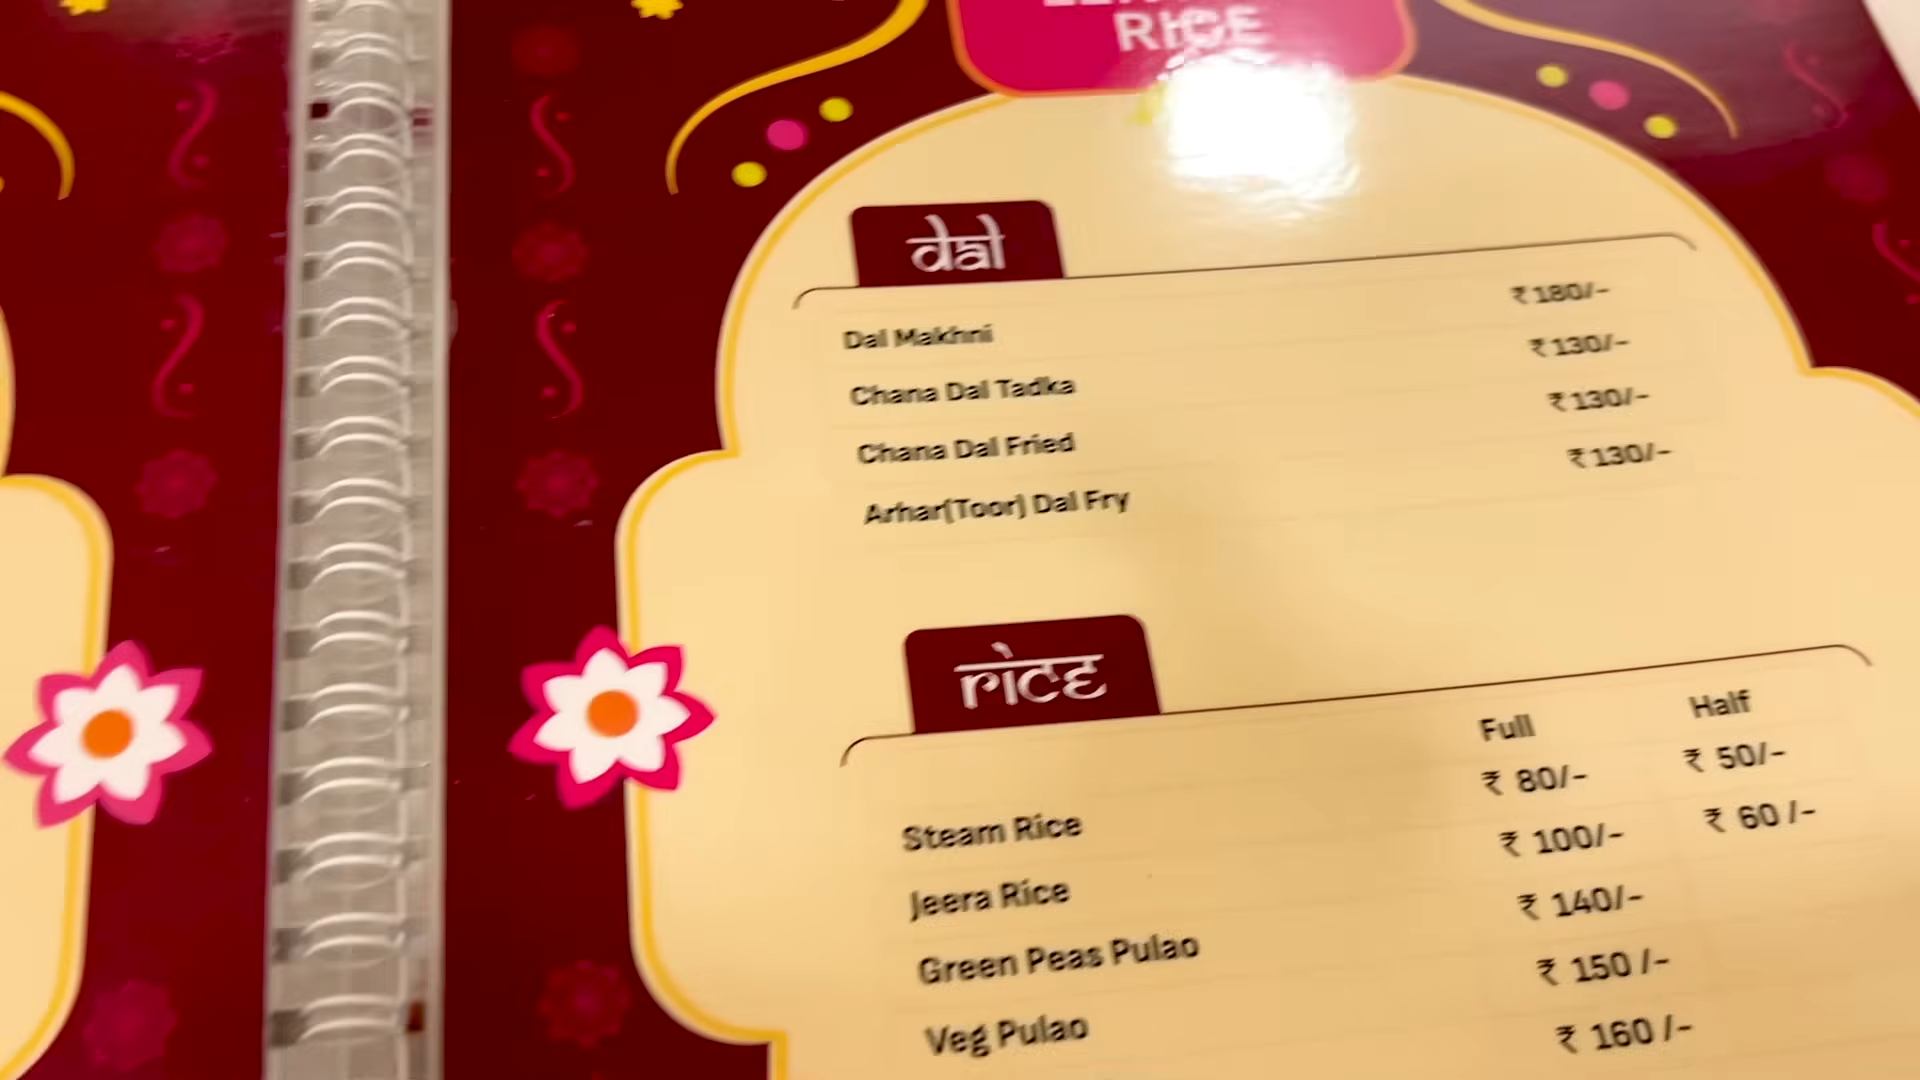 RICE
dal
Dal Makhni ₹180/-
Chana Dal Tadka ₹130/-
Chana Dal Fried ₹130/-
Arhar(Toor) Dal Fry ₹130/-
rice
Full Half
Steam Rice ₹ 80/- ₹ 50/-
Jeera Rice ₹ 100/- ₹ 60 /-
Green Peas Pulao ₹ 140/-
Veg Pulao ₹ 150 /-
₹ 160 /-